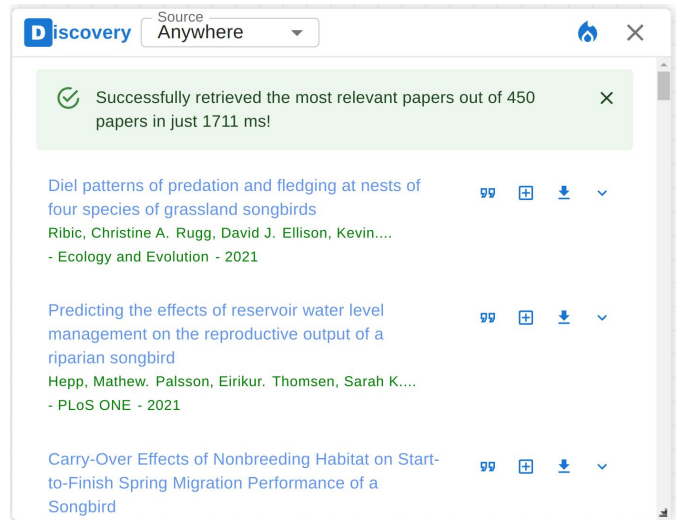 Discovery
Source
Anywhere
Successfully retrieved the most relevant papers out of 450
papers in just 1711 ms!
Diel patterns of predation and fledging at nests of
four species of grassland songbirds
Ribic, Christine A. Rugg, David J. Ellison, Kevin....
- Ecology and Evolution - 2021
Predicting the effects of reservoir water level
management on the reproductive output of a
riparian songbird
Hepp, Mathew. Palsson, Eirikur. Thomsen, Sarah K....
- PLoS ONE - 2021
Carry-Over Effects of Nonbreeding Habitat on Start-
to-Finish Spring Migration Performance of a
Songbird